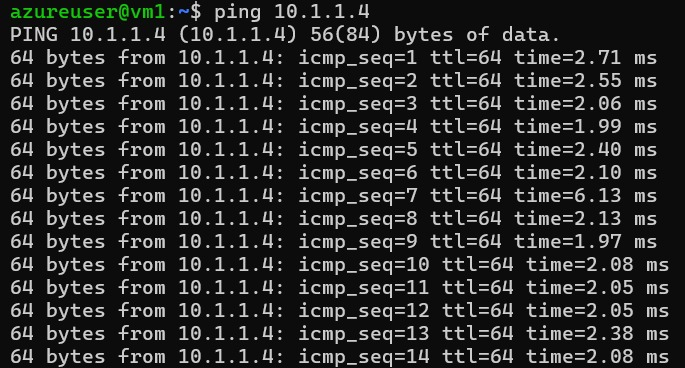 azureuser@vm1:~$ ping 10.1.1.4
PING 10.1.1.4 (10.1.1.4) 56(84) bytes of data.
64 bytes from 10.1.1.4: icmp_seq=1 ttl=64 time=2.71 ms
64 bytes from 10.1.1.4: icmp_seq=2 ttl=64 time=2.55 ms
64 bytes from 10.1.1.4: icmp_seq=3 ttl=64 time=2.06 ms
64 bytes from 10.1.1.4: icmp_seq=4 ttl=64 time=1.99 ms
64 bytes from 10.1.1.4: icmp_seq=5 ttl=64 time=2.40 ms
64 bytes from 10.1.1.4: icmp_seq=6 ttl=64 time=2.10 ms
64 bytes from 10.1.1.4: icmp_seq=7 ttl=64 time=6.13 ms
64 bytes from 10.1.1.4: icmp_seq=8 ttl=64 time=2.13 ms
64 bytes from 10.1.1.4: icmp_seq=9 ttl=64 time=1.97 ms
64 bytes from 10.1.1.4: icmp_seq=10 ttl=64 time=2.08 ms
64 bytes from 10.1.1.4: icmp_seq=11 ttl=64 time=2.05 ms
64 bytes from 10.1.1.4: icmp_seq=12 ttl=64 time=2.05 ms
64 bytes from 10.1.1.4: icmp_seq=13 ttl=64 time=2.38 ms
64 bytes from 10.1.1.4: icmp_seq=14 ttl=64 time=2.08 ms